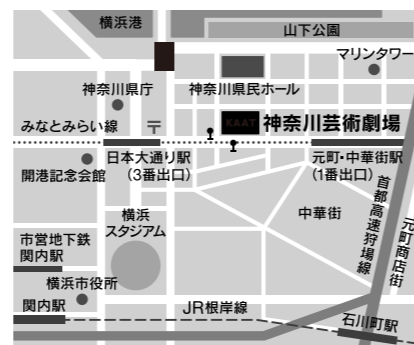 横浜港
山下公園
マリンタワー
神奈川県庁
神奈川県民ホール
みなとみらい線
〒
KAAT
神奈川芸術劇場
日本大通り駅
(3番出口)
元町・中華街駅
(1番出口)
開港記念会館
首都高速狩場線
元町商店街
横浜
スタジアム
中華街
市営地下鉄
関内駅
横浜市役所
関内駅
JR根岸線
石川町駅